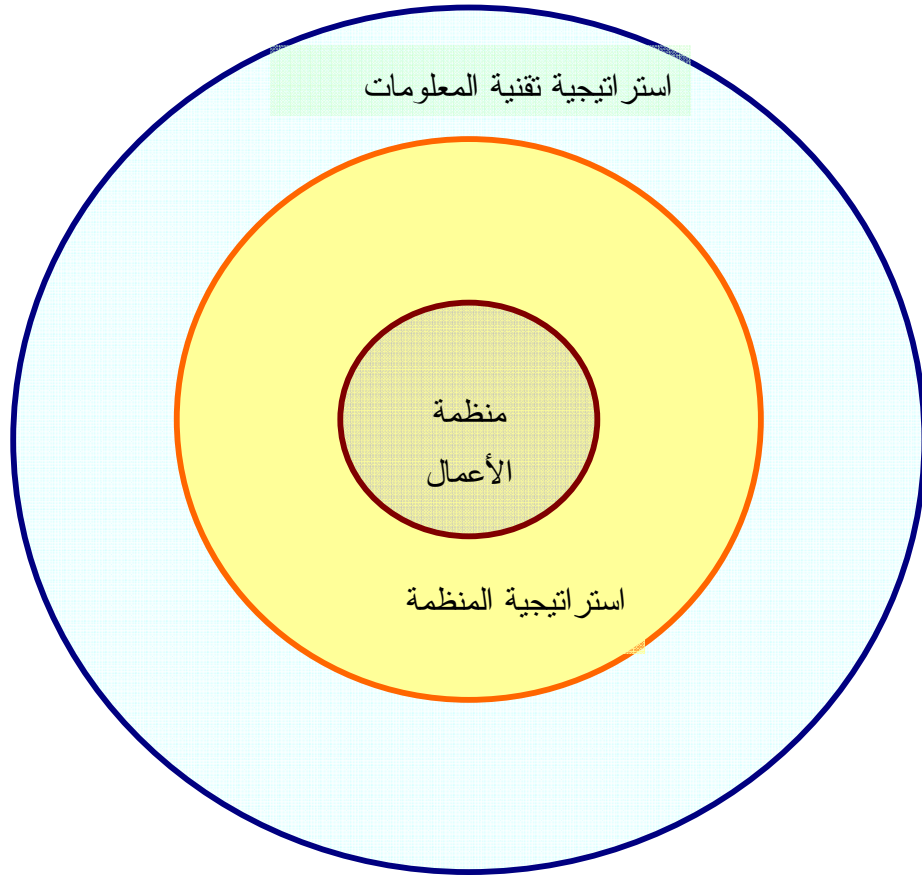 استراتيجية تقنية المعلومات
منظمة
الأعمال
استراتيجية المنظمة